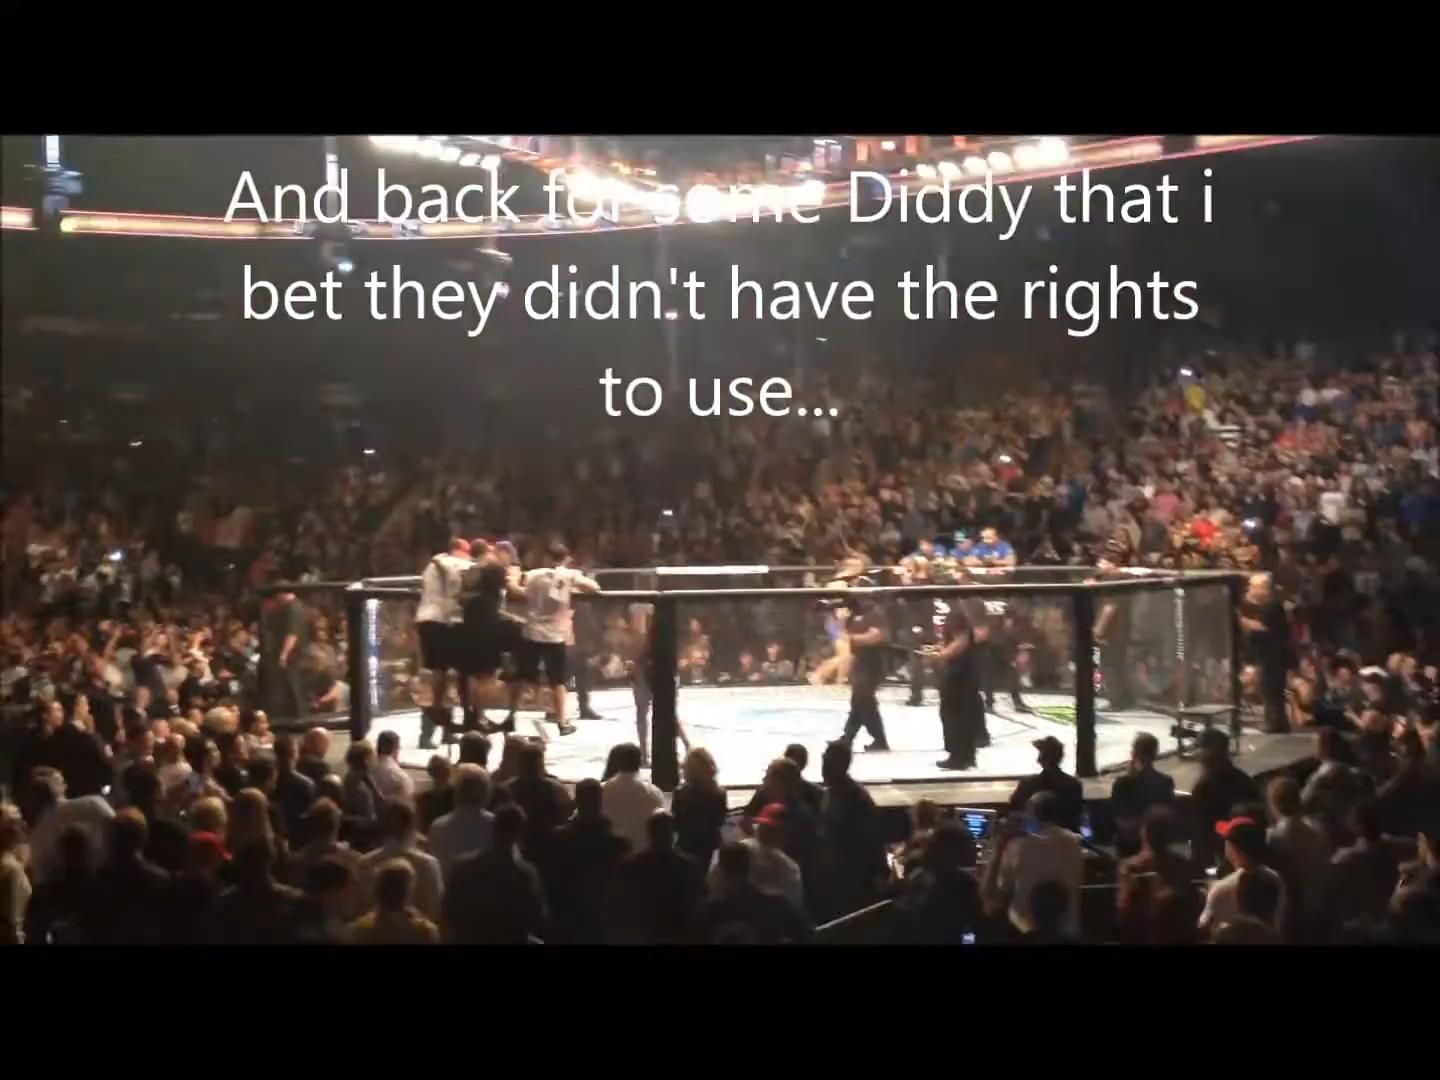 And back for some Diddy that i
bet they didn't have the rights
to use...